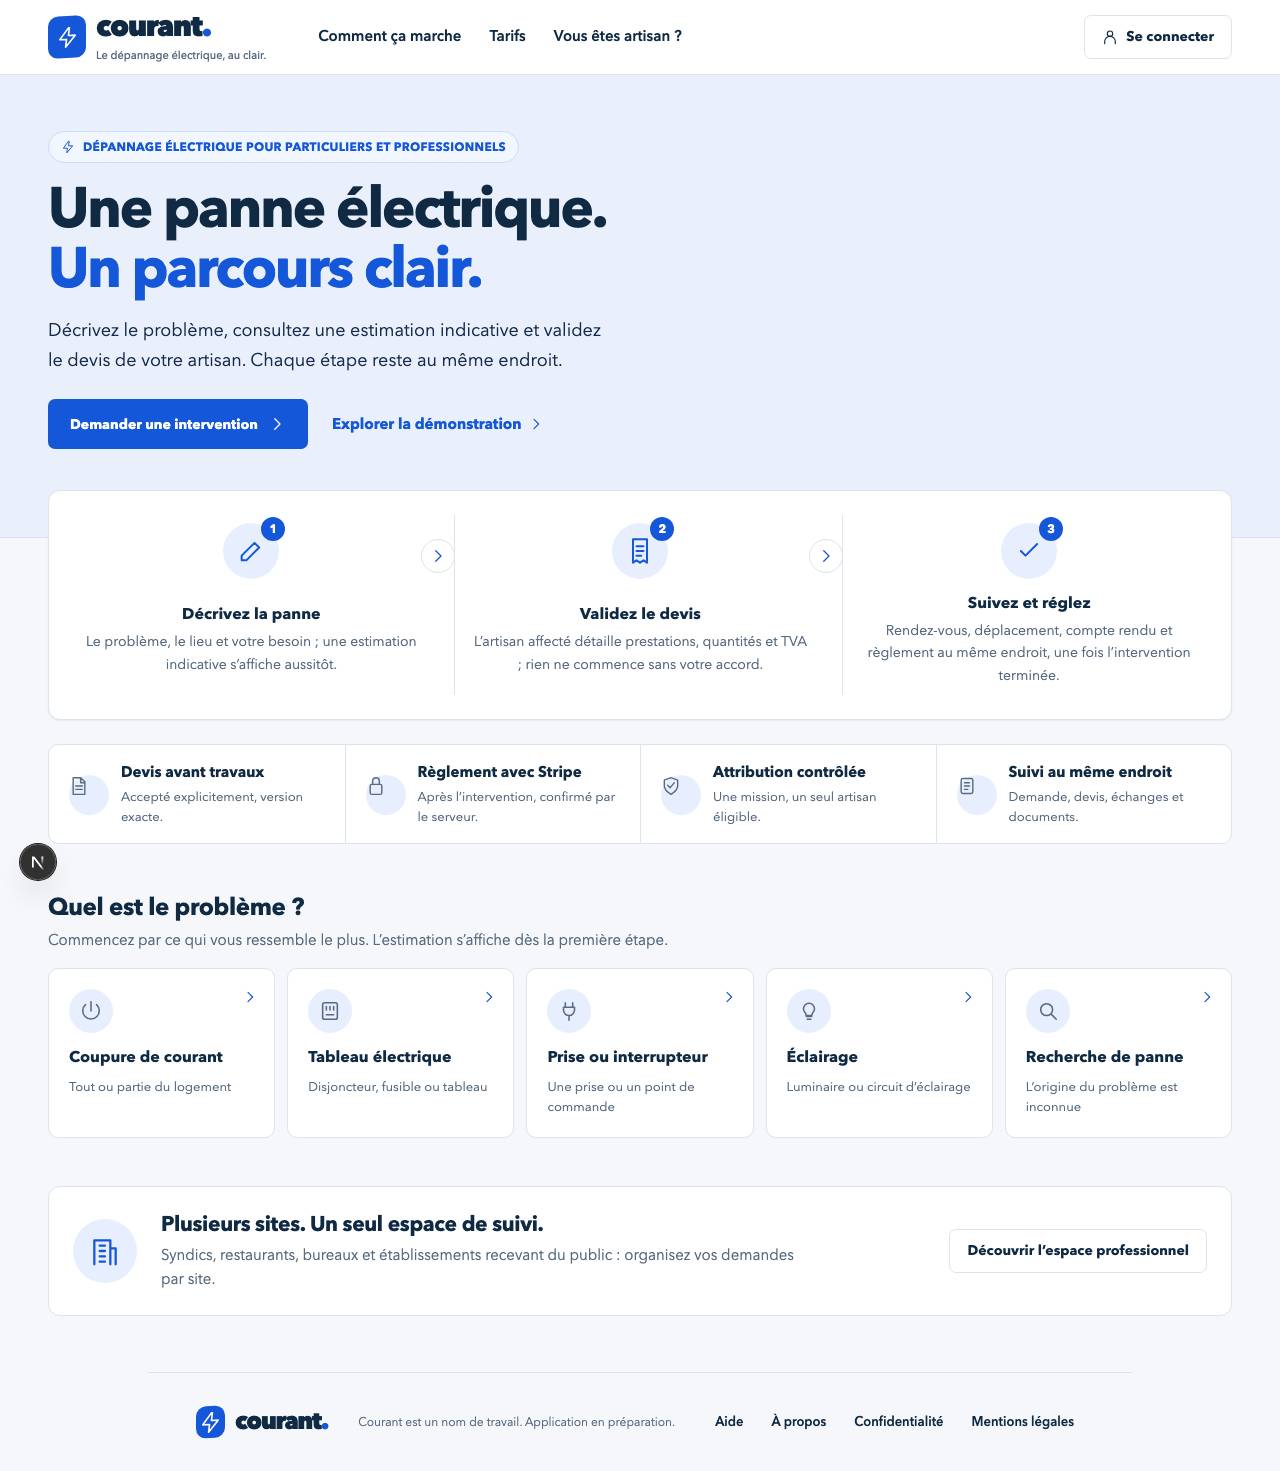 courant.
Le dépannage électrique, au clair.
Comment ça marche
Tarifs
Vous êtes artisan ?
Se connecter
DÉPANNAGE ÉLECTRIQUE POUR PARTICULIERS ET PROFESSIONNELS
Une panne électrique.
Un parcours clair.
Décrivez le problème, consultez une estimation indicative et validez
le devis de votre artisan. Chaque étape reste au même endroit.
Demander une intervention
Explorer la démonstration
1
Décrivez la panne
Le problème, le lieu et votre besoin ; une estimation
indicative s’affiche aussitôt.
2
Validez le devis
L’artisan affecté détaille prestations, quantités et TVA
; rien ne commence sans votre accord.
3
Suivez et réglez
Rendez-vous, déplacement, compte rendu et
règlement au même endroit, une fois l’intervention
terminée.
Devis avant travaux
Accepté explicitement, version
exacte.
Règlement avec Stripe
Après l’intervention, confirmé par
le serveur.
Attribution contrôlée
Une mission, un seul artisan
éligible.
Suivi au même endroit
Demande, devis, échanges et
documents.
N
Quel est le problème ?
Commencez par ce qui vous ressemble le plus. L’estimation s’affiche dès la première étape.
Coupure de courant
Tout ou partie du logement
Tableau électrique
Disjoncteur, fusible ou tableau
Prise ou interrupteur
Une prise ou un point de
commande
Éclairage
Luminaire ou circuit d’éclairage
Recherche de panne
L’origine du problème est
inconnue
Plusieurs sites. Un seul espace de suivi.
Syndics, restaurants, bureaux et établissements recevant du public : organisez vos demandes
par site.
Découvrir l’espace professionnel
courant.
Courant est un nom de travail. Application en préparation.
Aide
À propos
Confidentialité
Mentions légales